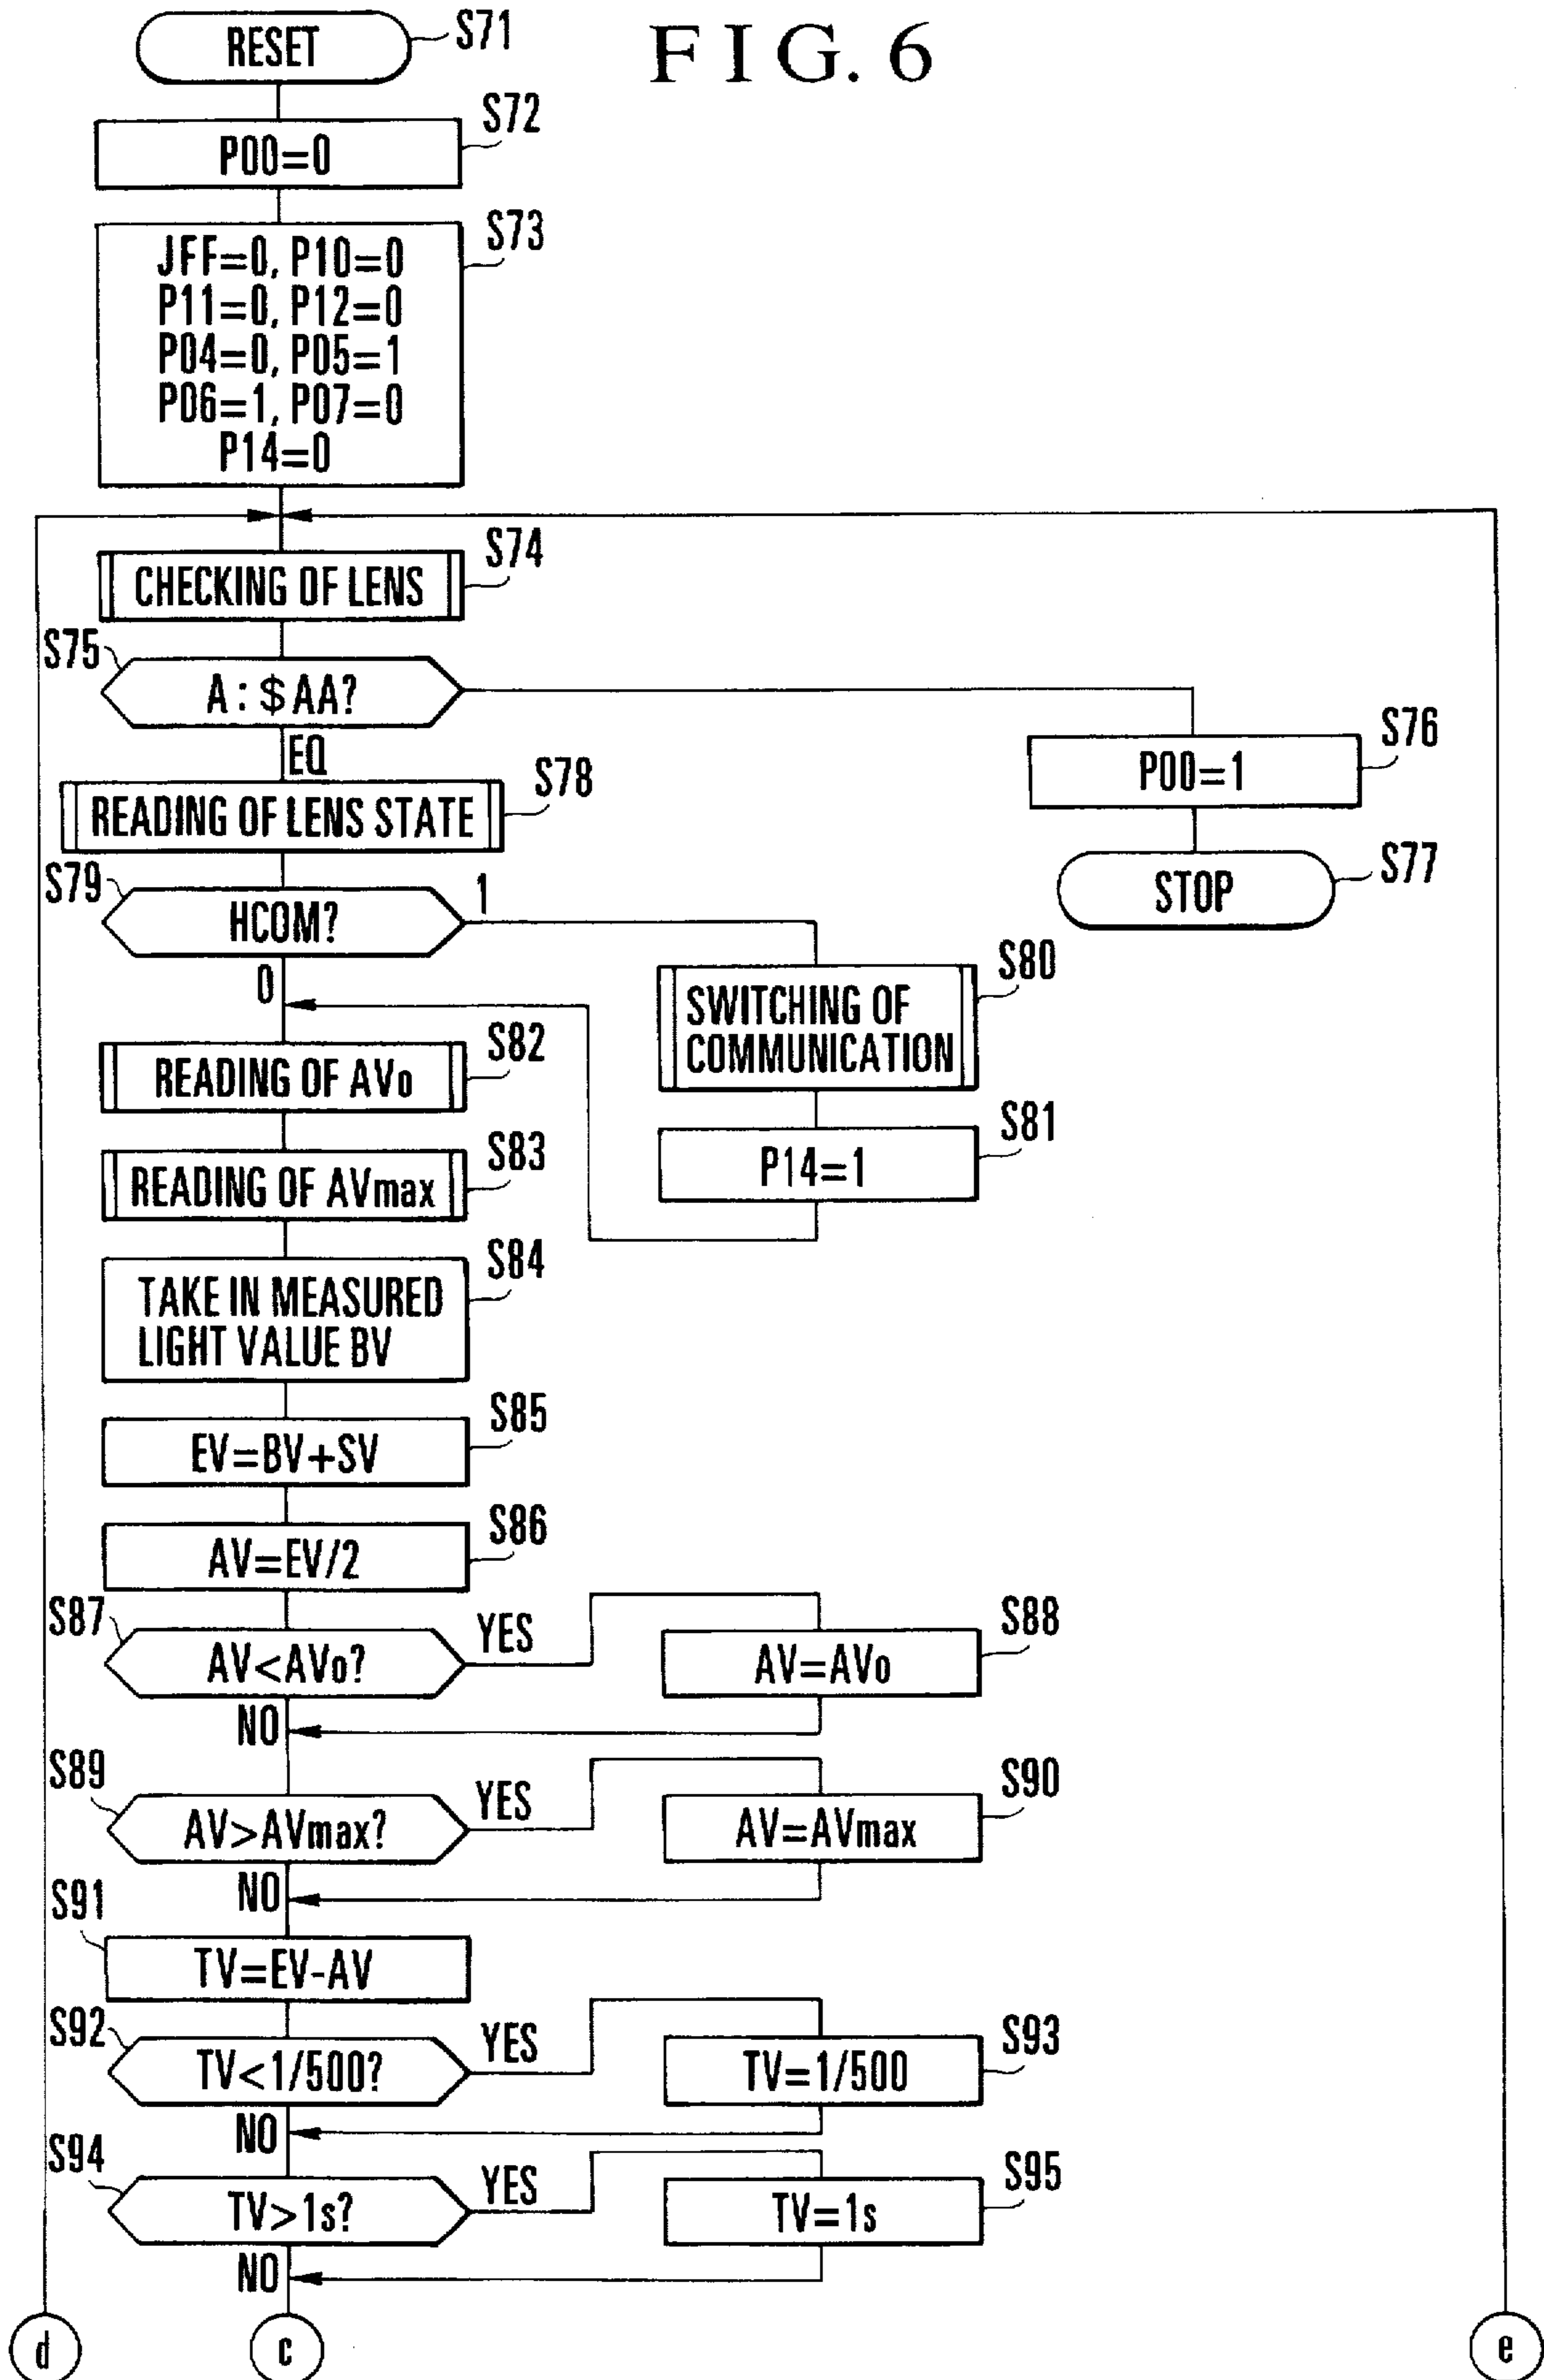 FIG. 6
RESET
S71
P00=0
S72
JFF=0, P10=0
P11=0, P12=0
P04=0, P05=1
P06=1, P07=0
P14=0
S73
CHECKING OF LENS
S74
S75
A:$AA?
EQ
P00=1
S76
STOP
S77
READING OF LENS STATE
S78
S79
HCOM?
1
0
SWITCHING OF
COMMUNICATION
S80
P14=1
S81
READING OF AVo
S82
READING OF AVmax
S83
TAKE IN MEASURED
LIGHT VALUE BV
S84
EV=BV+SV
S85
AV=EV/2
S86
S87
AV<AVo?
YES
NO
AV=AVo
S88
S89
AV>AVmax?
YES
NO
AV=AVmax
S90
S91
TV=EV-AV
S92
TV<1/500?
YES
NO
TV=1/500
S93
S94
TV>1s?
YES
NO
TV=1s
S95
d
c
e